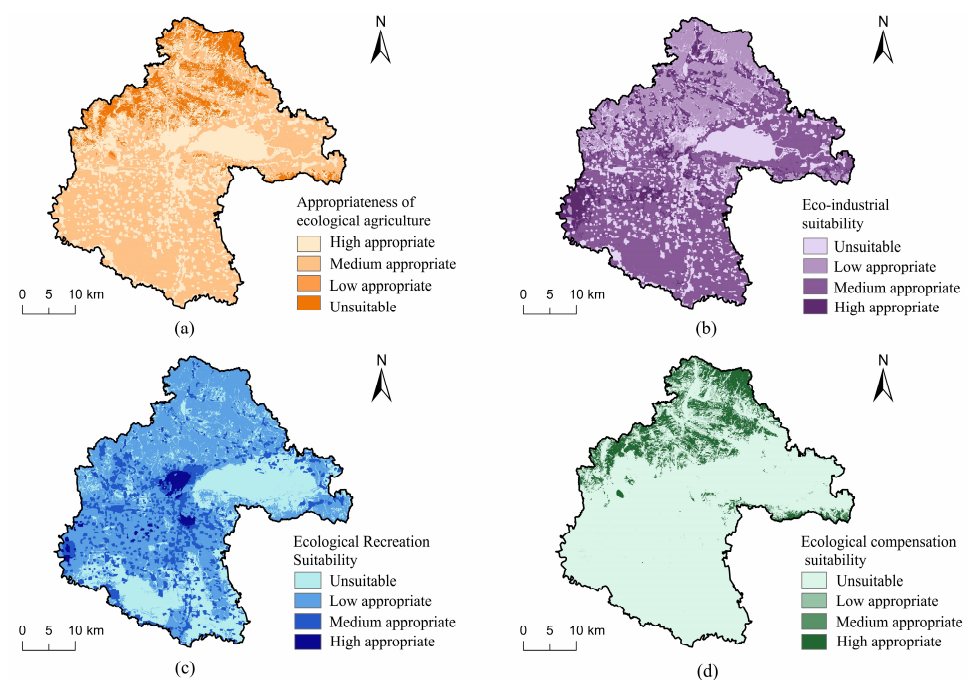 N
Appropriateness of
ecological agriculture
High appropriate
Medium appropriate
Low appropriate
Unsuitable
0 5 10 km
(a)
N
Eco-industrial
suitability
Unsuitable
Low appropriate
Medium appropriate
High appropriate
0 5 10 km
(b)
N
Ecological Recreation
Suitability
Unsuitable
Low appropriate
Medium appropriate
High appropriate
0 5 10 km
(c)
N
Ecological compensation
suitability
Unsuitable
Low appropriate
Medium appropriate
High appropriate
0 5 10 km
(d)